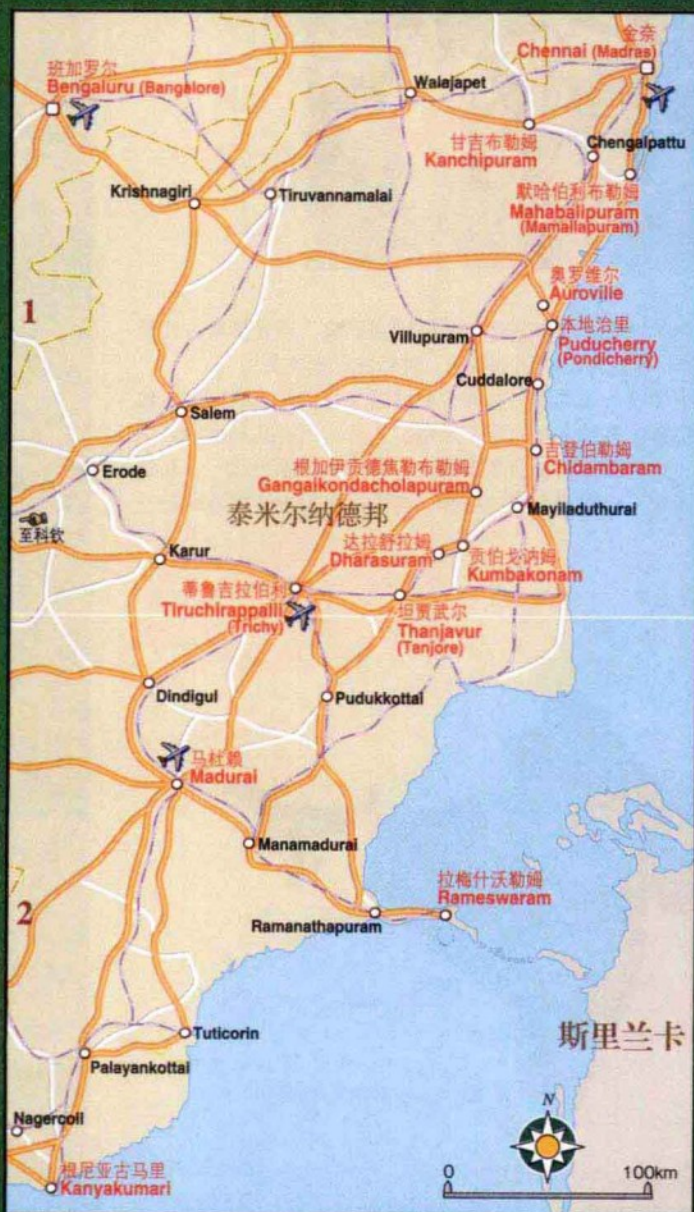 金奈
Chennai (Madras)
班加罗尔
Bengaluru (Bangalore)
Walajapet
甘吉布勒姆
Kanchipuram
Chengalpattu
Krishnagiri
Tiruvannamalai
默哈伯利布勒姆
Mahabalipuram
(Mamallapuram)
奥罗维尔
Auroville
1
本地治里
Puducherry
(Pondicherry)
Villupuram
Cuddalore
Salem
吉登伯勒姆
Chidambaram
根加伊贡德焦勒布勒姆
Gangaikondacholapuram
Erode
泰米尔纳德邦
Mayiladuthurai
至科钦
达拉舒拉姆
Dharasuram
贡伯戈讷姆
Kumbakonam
Karur
蒂鲁吉拉伯利
Tiruchirappalli
(Trichy)
坦贾武尔
Thanjavur
(Tanjore)
Dindigul
Pudukkottai
马杜赖
Madurai
Manamadurai
2
拉梅什沃勒姆
Rameswaram
Ramanathapuram
Tuticorin
斯里兰卡
Palayankottai
Nagercoil
N
根尼亚古马里
Kanyakumari
0
100km